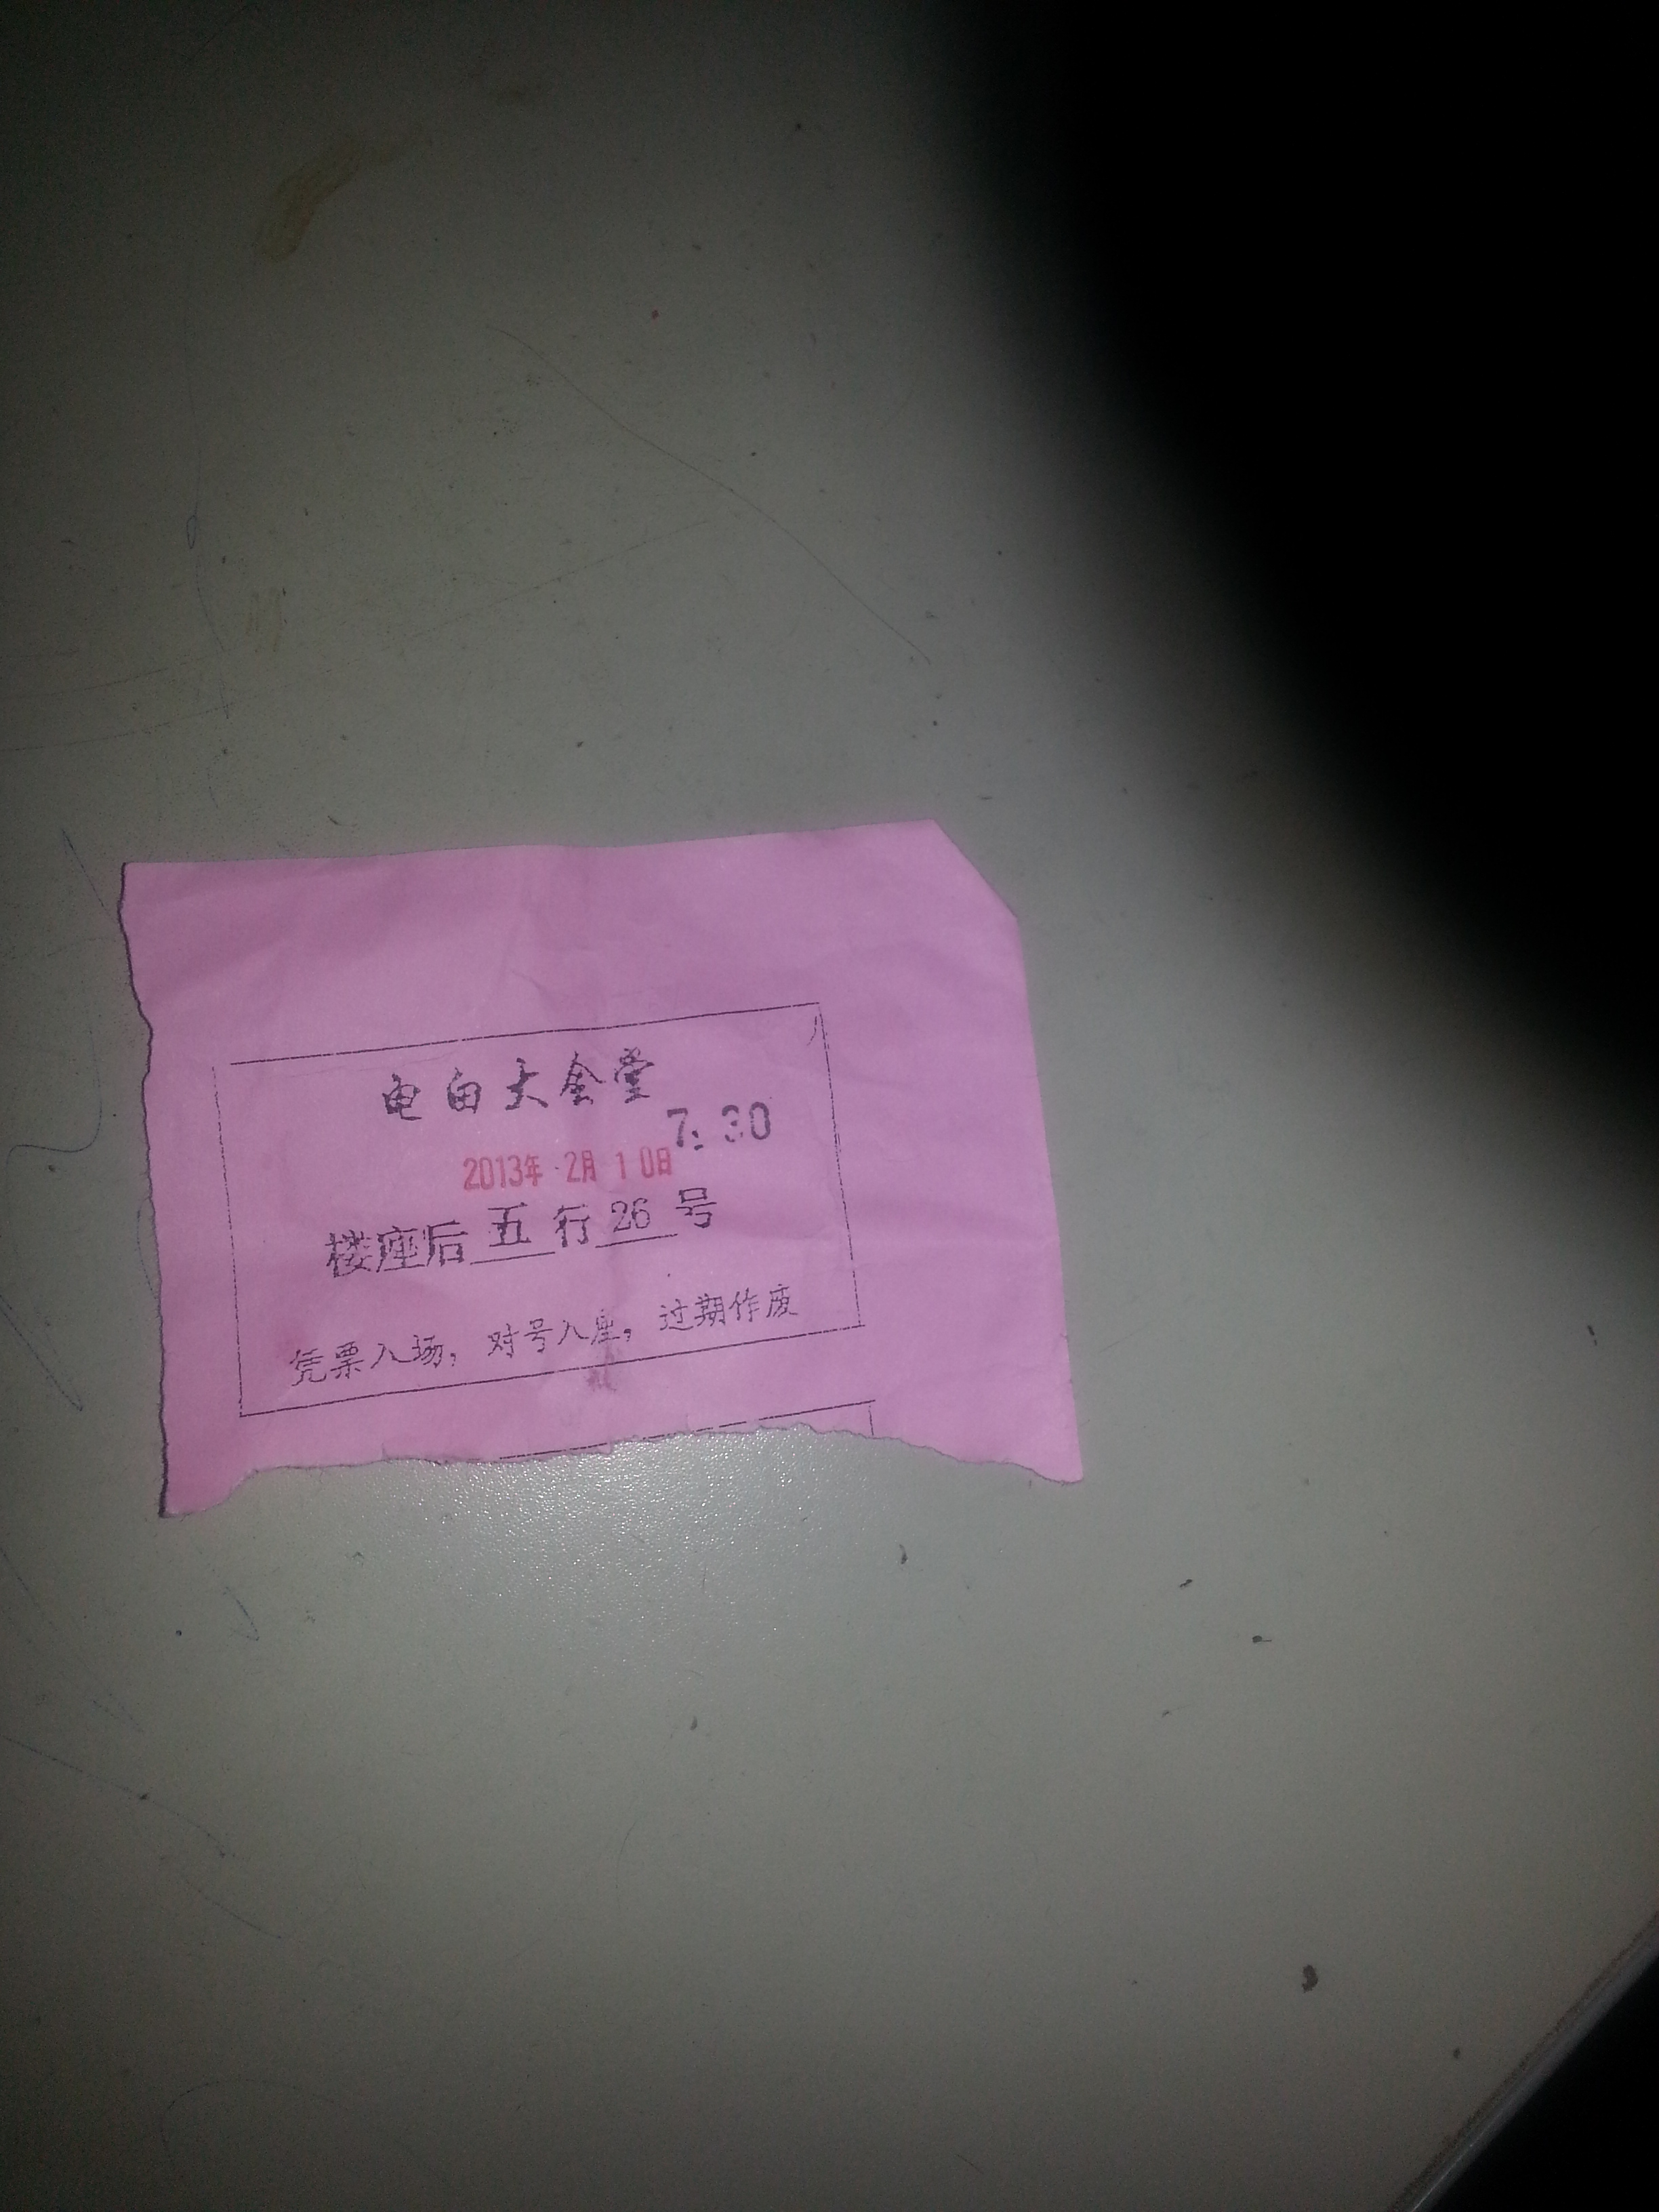 电白大会堂
7:30
2013年 2月 10日
楼座后五行26号
凭票入场，对号入座，过期作废